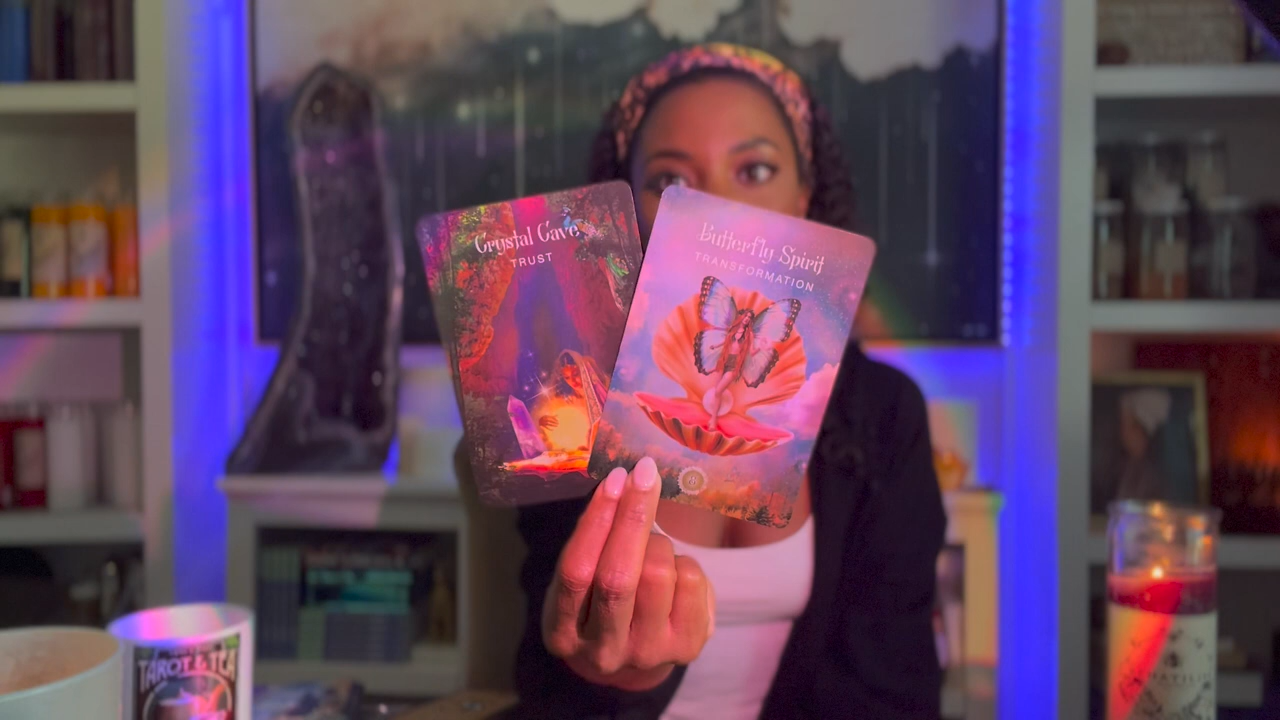 Crystal Cave
TRUST
Butterfly Spirit
TRANSFORMATION
TAROT & TEA